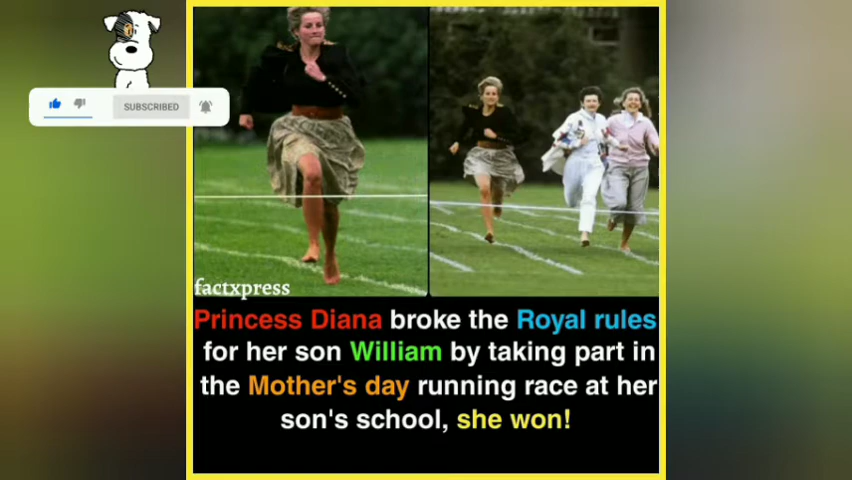 SUBSCRIBED
factxpress
Princess Diana broke the Royal rules
for her son William by taking part in
the Mother's day running race at her
son's school, she won!